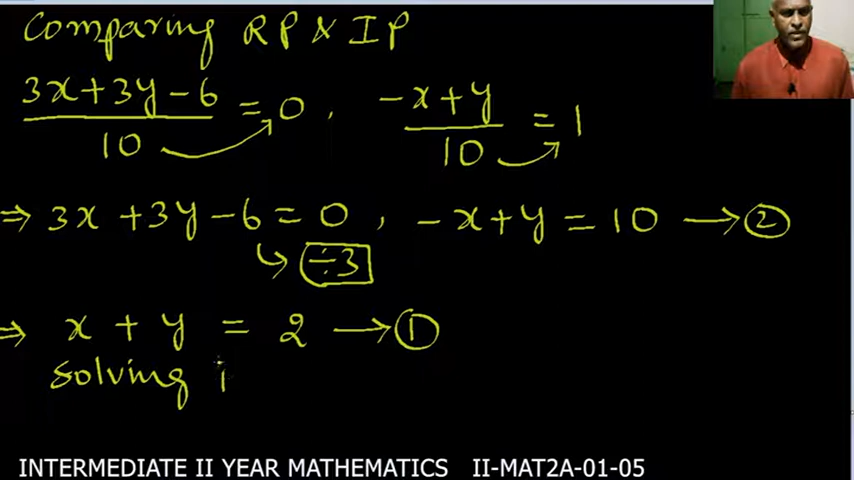 Comparing RP & IP
3x+3y-6/10 = 0, -x+y/10 = 1
⇒ 3x+3y-6=0, -x+y=10 → ②
÷3
⇒ x + y = 2 → ①
Solving
INTERMEDIATE II YEAR MATHEMATICS II-MAT2A-01-05